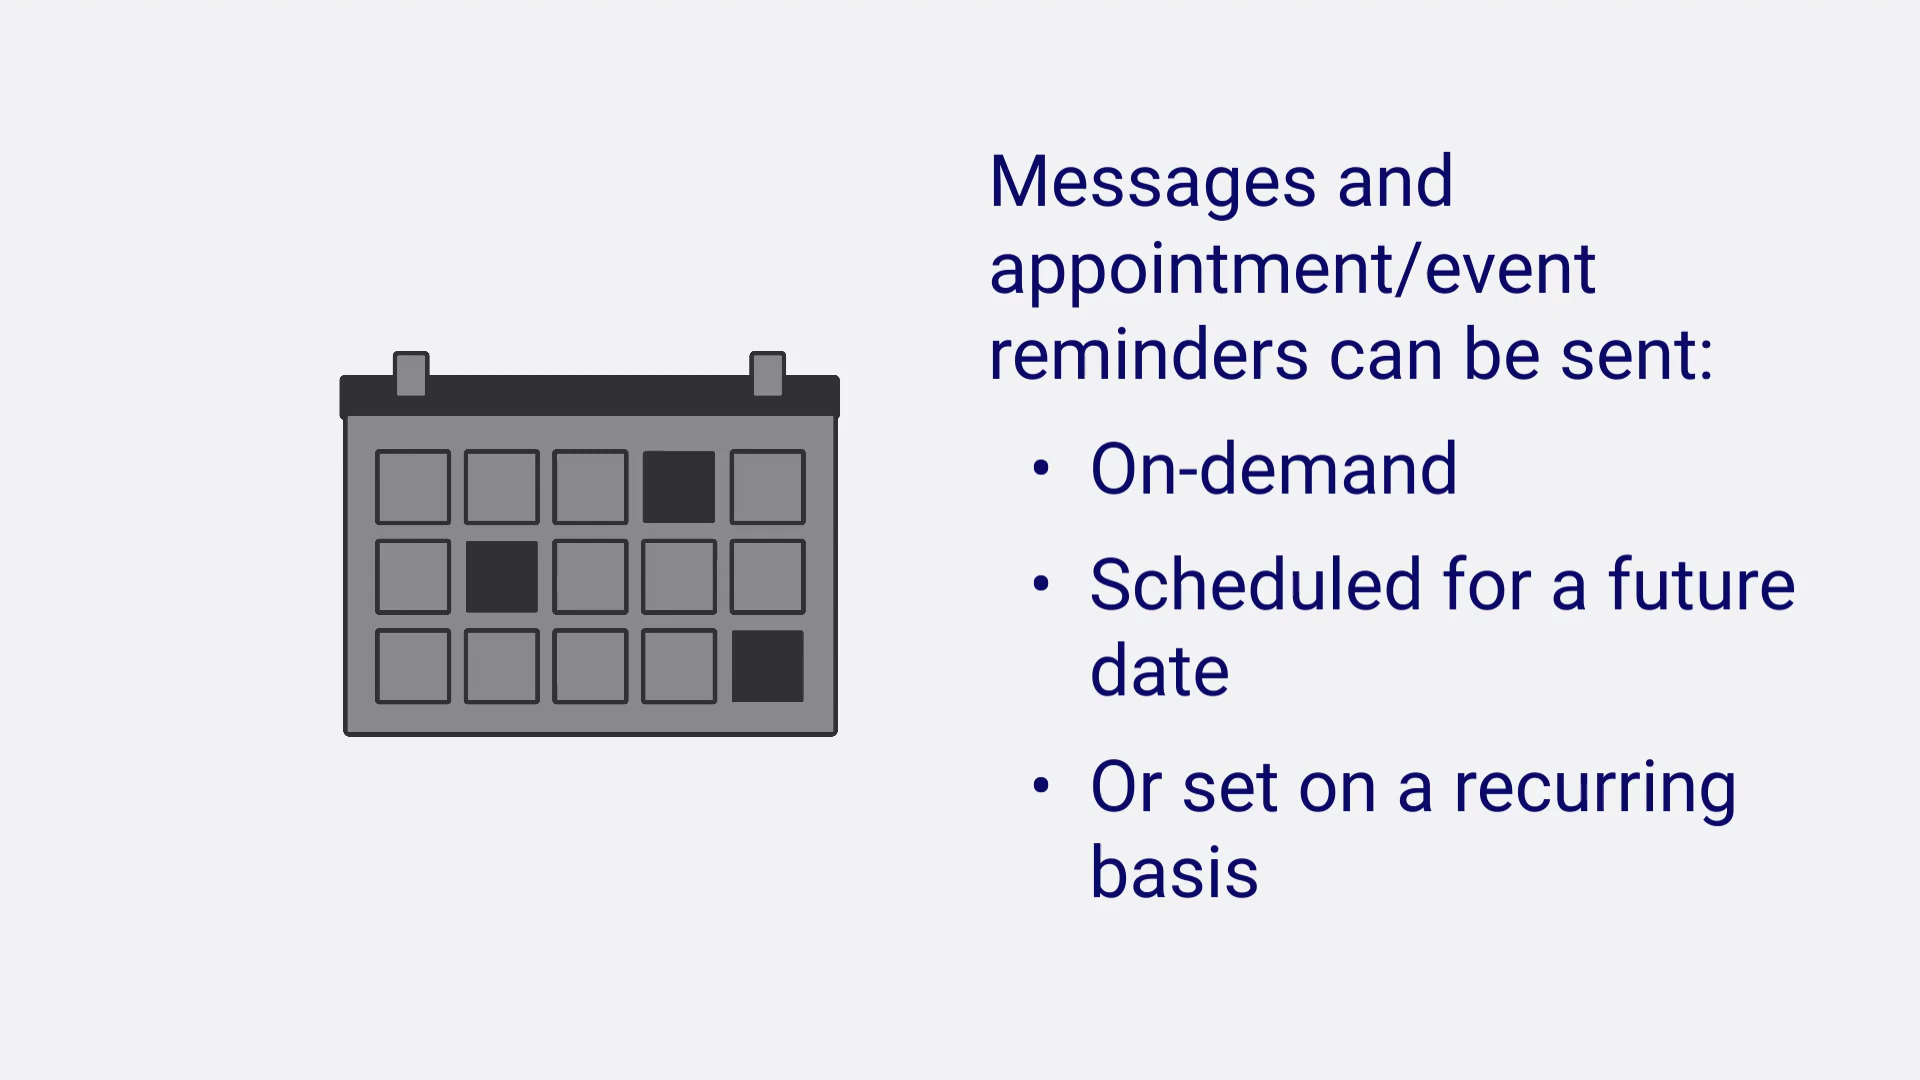 Messages and
appointment/event
reminders can be sent:
• On-demand
• Scheduled for a future
date
• Or set on a recurring
basis